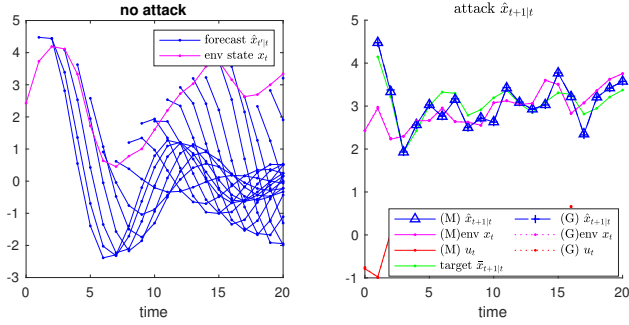 no attack
5
4
3
2
1
0
-1
-2
-3
0 5 10 15 20
time
forecast x̂_{t'|t}
env state x_t
attack x̂_{t+1|t}
5
4
3
2
1
0
-1
0 5 10 15 20
time
(M) x̂_{t+1|t} (G) x̂_{t+1|t}
(M)env x_t (G)env x_t
(M) u_t (G) u_t
target x̄_{t+1|t}